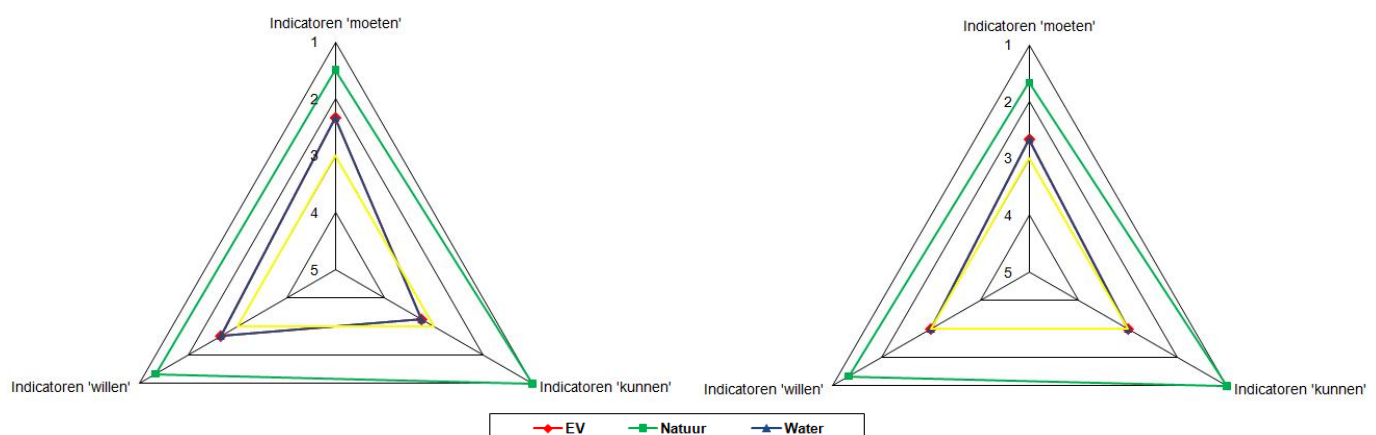 Indicatoren 'moeten'
1
2
3
4
5
Indicatoren 'willen'
Indicatoren 'kunnen'
Indicatoren 'moeten'
1
2
3
4
5
Indicatoren 'willen'
Indicatoren 'kunnen'
EV Natuur Water